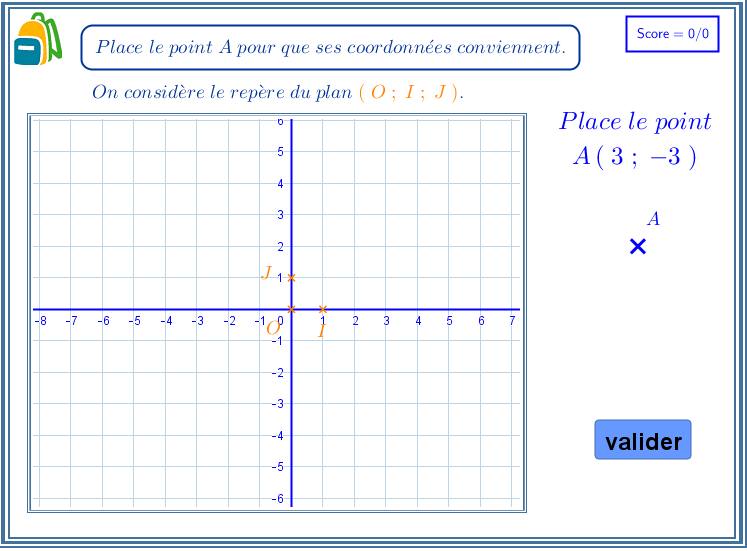 Place le point A pour que ses coordonnées conviennent.
Score = 0/0
On considère le repère du plan ( O ; I ; J ).
Place le point
A ( 3 ; −3 )
A
6
5
4
3
2
J 1
-8 -7 -6 -5 -4 -3 -2 -1 0 1 2 3 4 5 6 7
O I
-1
-2
-3
-4
-5
-6
valider